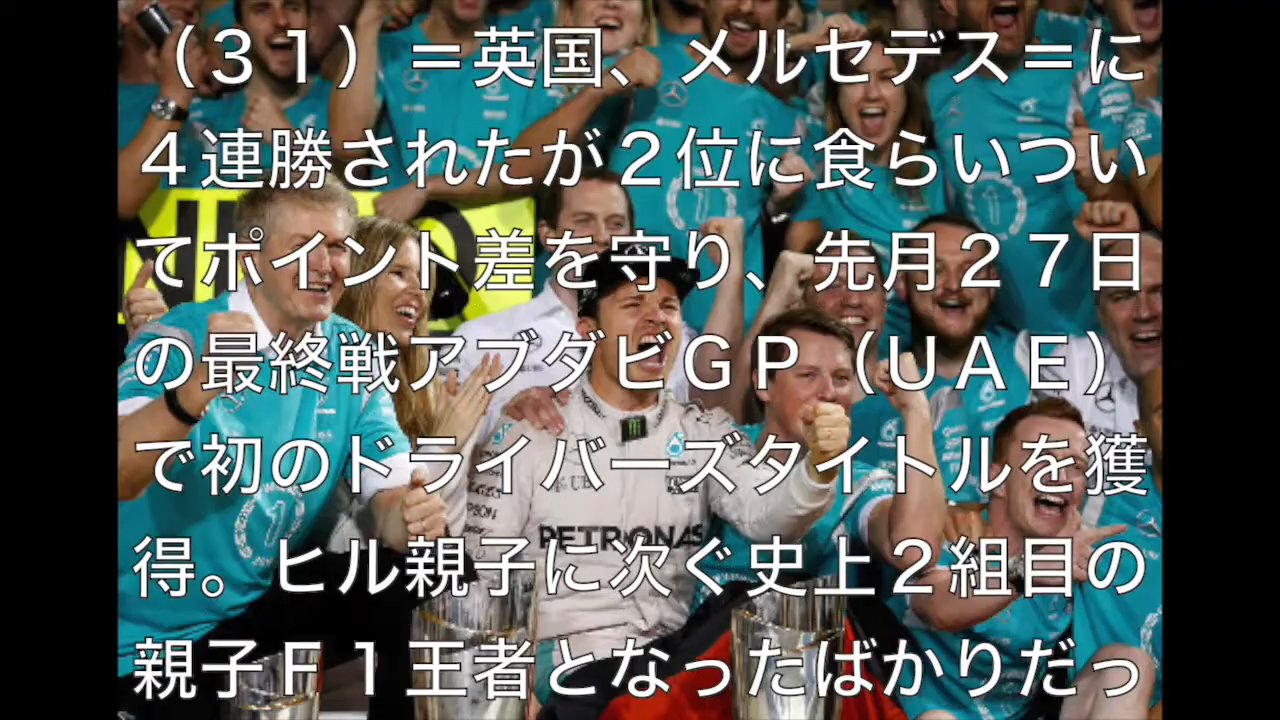 （３１）＝英国、メルセデス＝に
４連勝されたが２位に食らいつい
てポイント差を守り、先月２７日
の最終戦アブダビＧＰ（ＵＡＥ）
で初のドライバーズタイトルを獲
得。ヒル親子に次ぐ史上２組目の
親子Ｆ１王者となったばかりだっ
PETRONAS